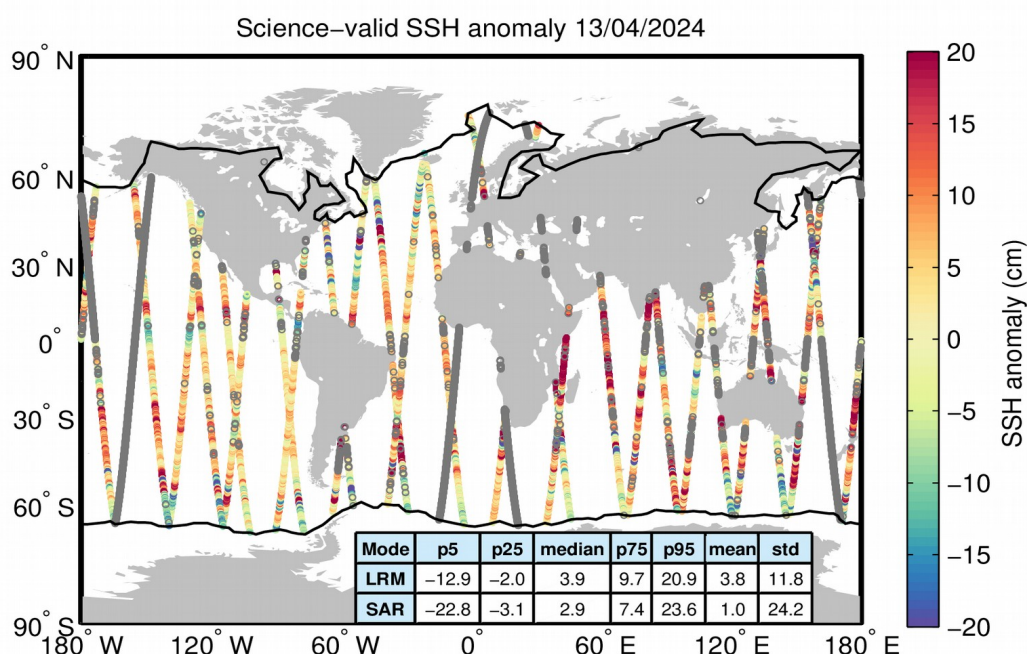 Science−valid SSH anomaly 13/04/2024
90° N
60° N
30° N
0°
30° S
60° S
90° S
180° W
120° W
60° W
0°
60° E
120° E
180° E
Mode p5 p25 median p75 p95 mean std
LRM −12.9 −2.0 3.9 9.7 20.9 3.8 11.8
SAR −22.8 −3.1 2.9 7.4 23.6 1.0 24.2
20
15
10
5
0
−5
−10
−15
−20
SSH anomaly (cm)